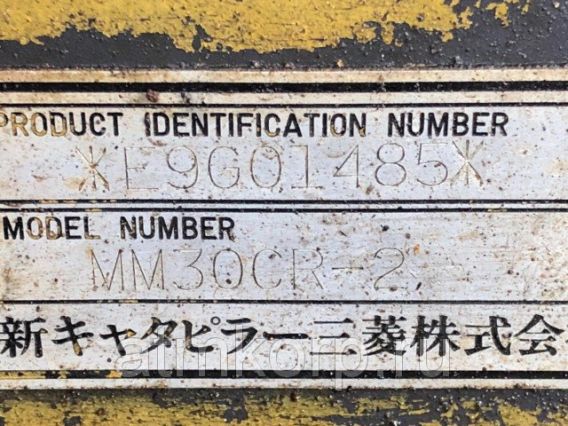 PRODUCT IDENTIFICATION NUMBER
*E9G01485*
MODEL NUMBER
MM30CR-2
新キャタピラー三菱株式会
atmkorp.ru